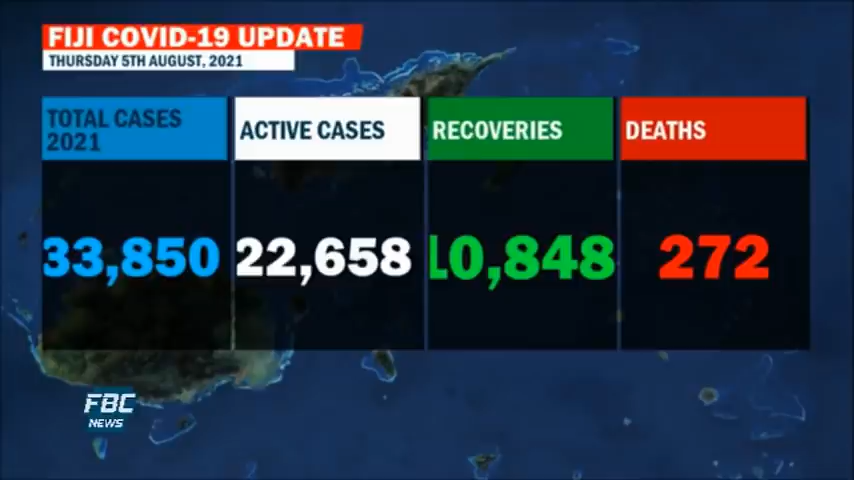 FIJI COVID-19 UPDATE
THURSDAY 5TH AUGUST, 2021
TOTAL CASES
2021
ACTIVE CASES
RECOVERIES
DEATHS
33,850
22,658
10,848
272
FBC
NEWS